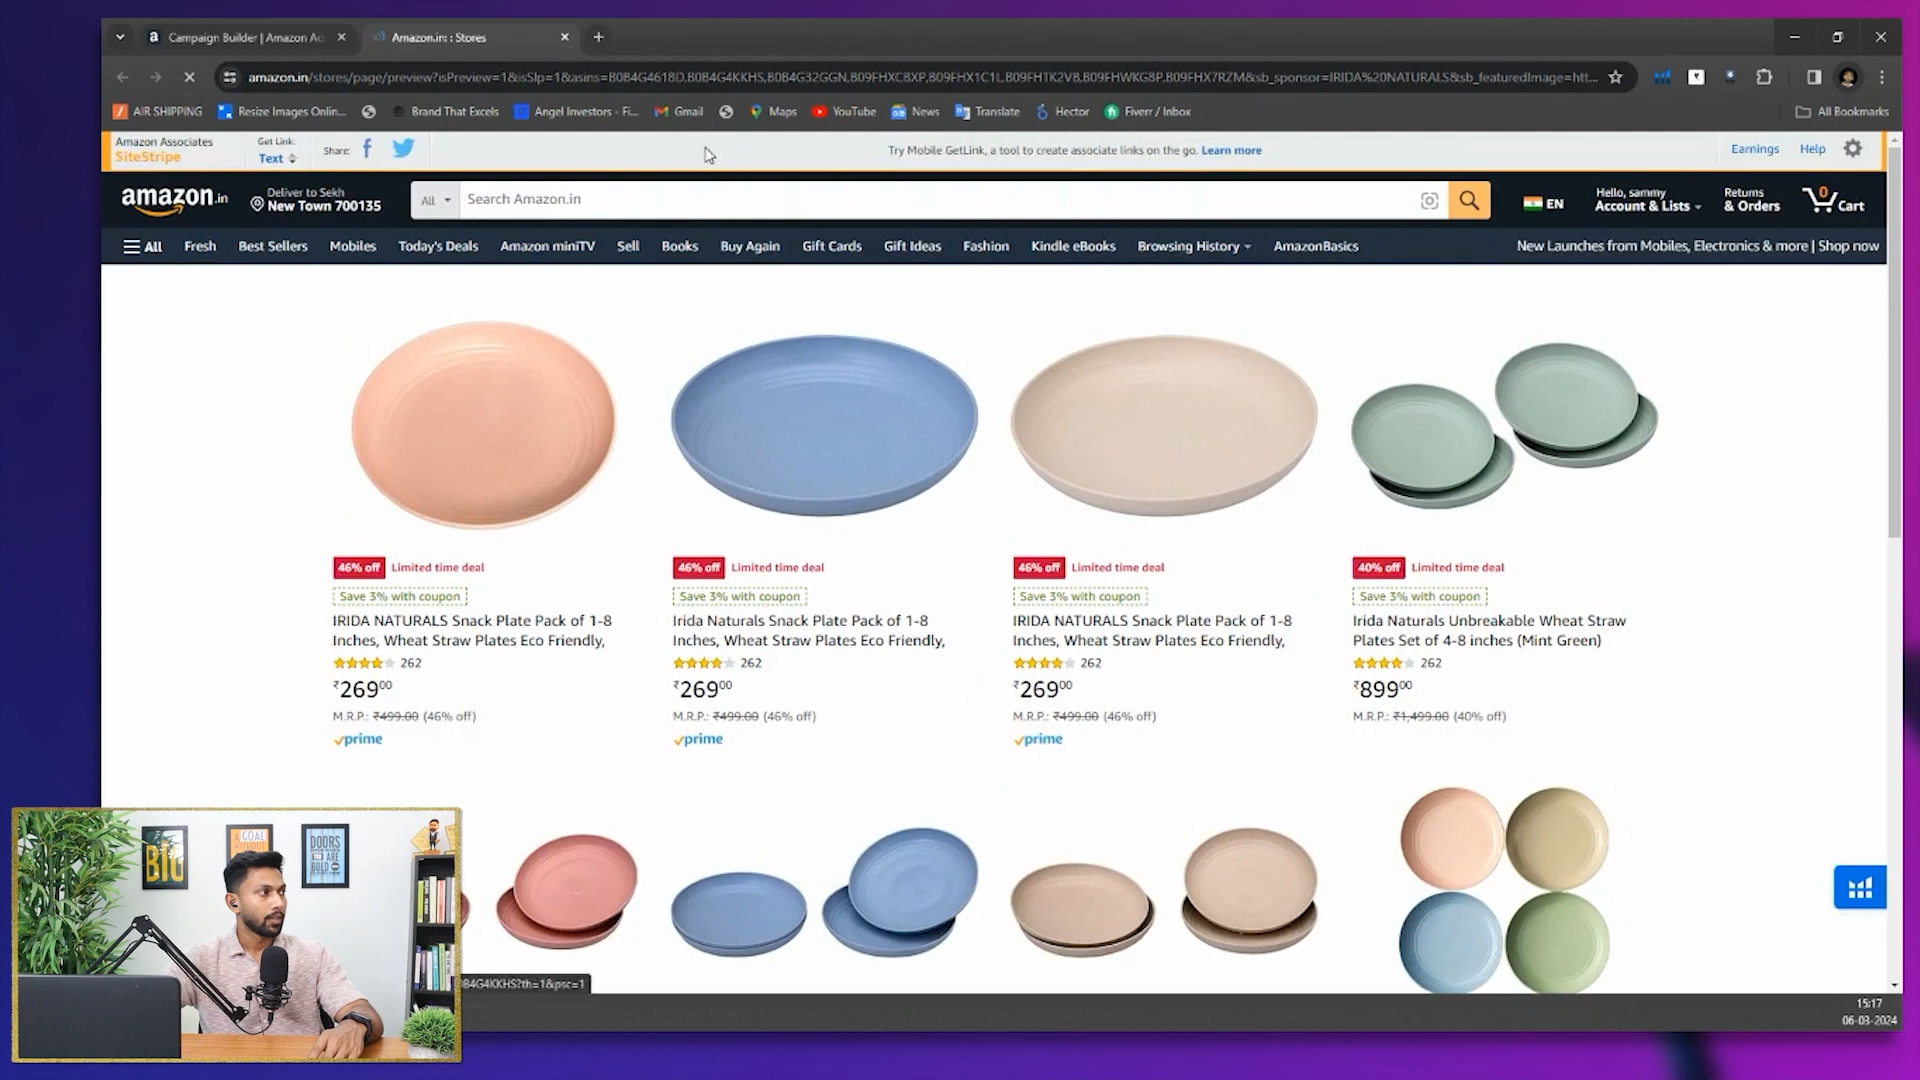 Campaign Builder | Amazon Ad
Amazon.in: : Stores
amazon.in/stores/page/preview?isPreview=1&isSlp=1&asins=B0B4G4618D,B0B4G4KKHS,B0B4G32GGN,B09FHXCBXP,B09FHX1C1L,B09FHTK2VB,B09FHWKG8P,B09FHX7RZM&sb_sponsor=IRIDA%20NATURALS&sb_featuredImage=htt...
AIR SHIPPING
Resize Images Onlin...
Brand That Excels
Angel Investors - Fi...
Gmail
Maps
YouTube
News
Translate
Hector
Fiverr / Inbox
All Bookmarks
Amazon Associates
SiteStripe
Get Link:
Text
Share:
Try Mobile GetLink, a tool to create associate links on the go. Learn more
Earnings
Help
amazon.in
Deliver to Sekh
New Town 700135
All
Search Amazon.in
EN
Hello, sammy
Account & Lists
Returns
& Orders
0
Cart
All
Fresh
Best Sellers
Mobiles
Today's Deals
Amazon miniTV
Sell
Books
Buy Again
Gift Cards
Gift Ideas
Fashion
Kindle eBooks
Browsing History
AmazonBasics
New Launches from Mobiles, Electronics & more | Shop now
46% off Limited time deal
Save 3% with coupon
IRIDA NATURALS Snack Plate Pack of 1-8
Inches, Wheat Straw Plates Eco Friendly,
262
₹26900
M.R.P.: ₹499.00 (46% off)
prime
46% off Limited time deal
Save 3% with coupon
Irida Naturals Snack Plate Pack of 1-8
Inches, Wheat Straw Plates Eco Friendly,
262
₹26900
M.R.P.: ₹499.00 (46% off)
prime
46% off Limited time deal
Save 3% with coupon
IRIDA NATURALS Snack Plate Pack of 1-8
Inches, Wheat Straw Plates Eco Friendly,
262
₹26900
M.R.P.: ₹499.00 (46% off)
prime
40% off Limited time deal
Save 3% with coupon
Irida Naturals Unbreakable Wheat Straw
Plates Set of 4-8 inches (Mint Green)
262
₹89900
M.R.P.: ₹1,499.00 (40% off)
BIG
A GOAL
WITHOUT
DOORS
ARE
BOLD
B4G4KKHS?th=1&psc=1
15:17
06-03-2024